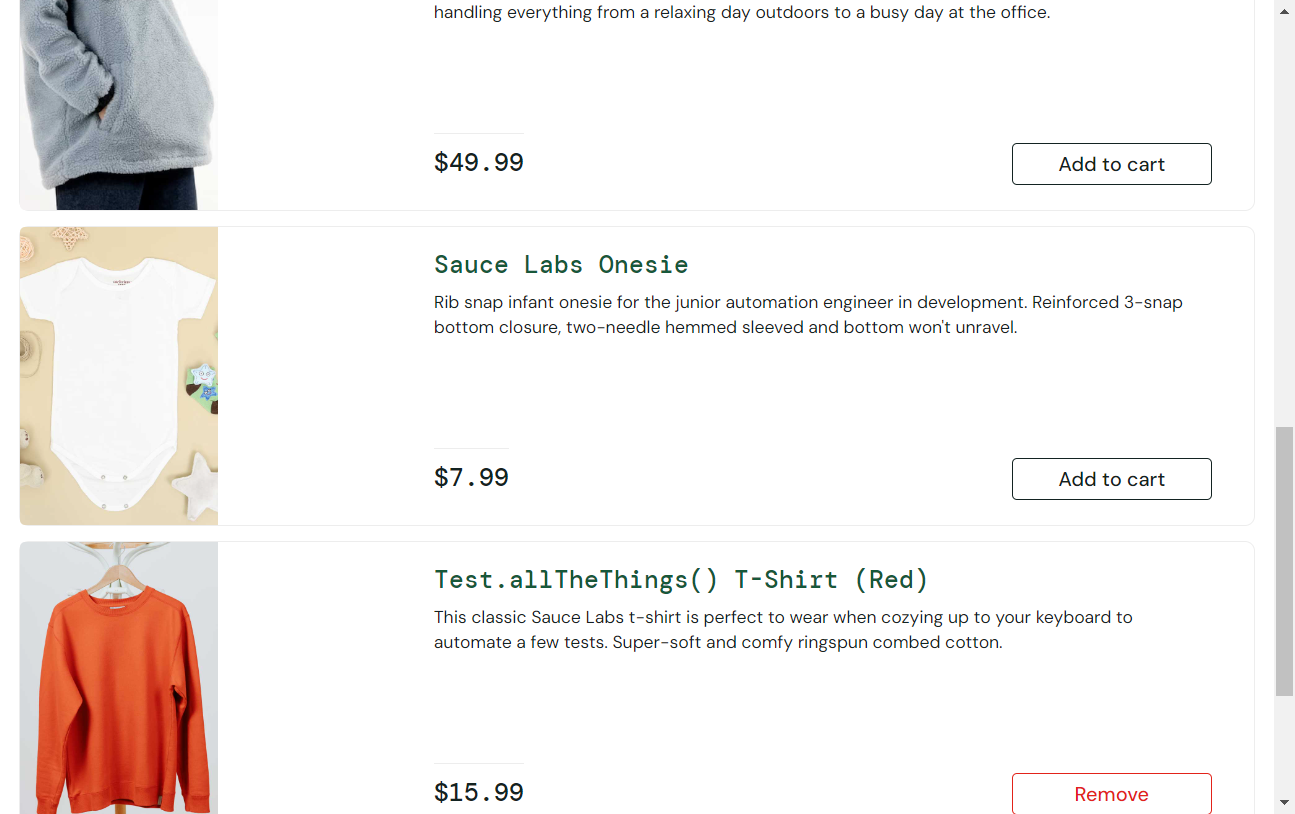 handling everything from a relaxing day outdoors to a busy day at the office.
$49.99
Add to cart
Sauce Labs Onesie
Rib snap infant onesie for the junior automation engineer in development. Reinforced 3-snap
bottom closure, two-needle hemmed sleeved and bottom won't unravel.
$7.99
Add to cart
Test.allTheThings() T-Shirt (Red)
This classic Sauce Labs t-shirt is perfect to wear when cozying up to your keyboard to
automate a few tests. Super-soft and comfy ringspun combed cotton.
$15.99
Remove